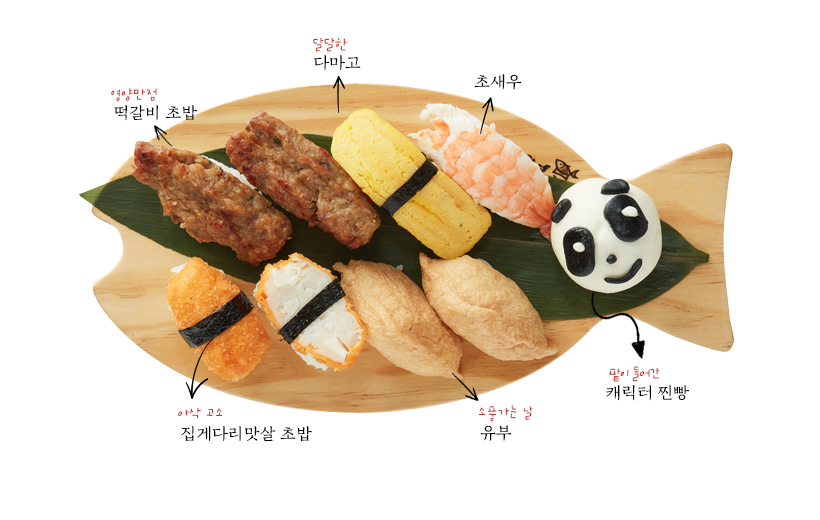 달달한
다마고
초새우
영양만점
떡갈비 초밥
팥이 들어간
캐릭터 찐빵
아삭 고소
집게다리맛살 초밥
소풍가는 날
유부